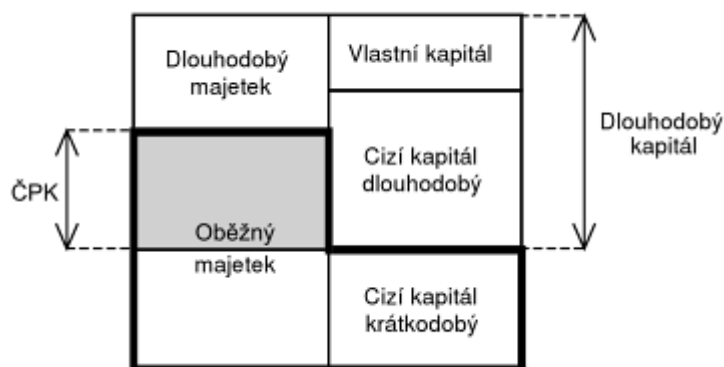 Dlouhodobý
majetek
Vlastní kapitál
Dlouhodobý
kapitál
ČPK
Cizí kapitál
dlouhodobý
Oběžný
majetek
Cizí kapitál
krátkodobý